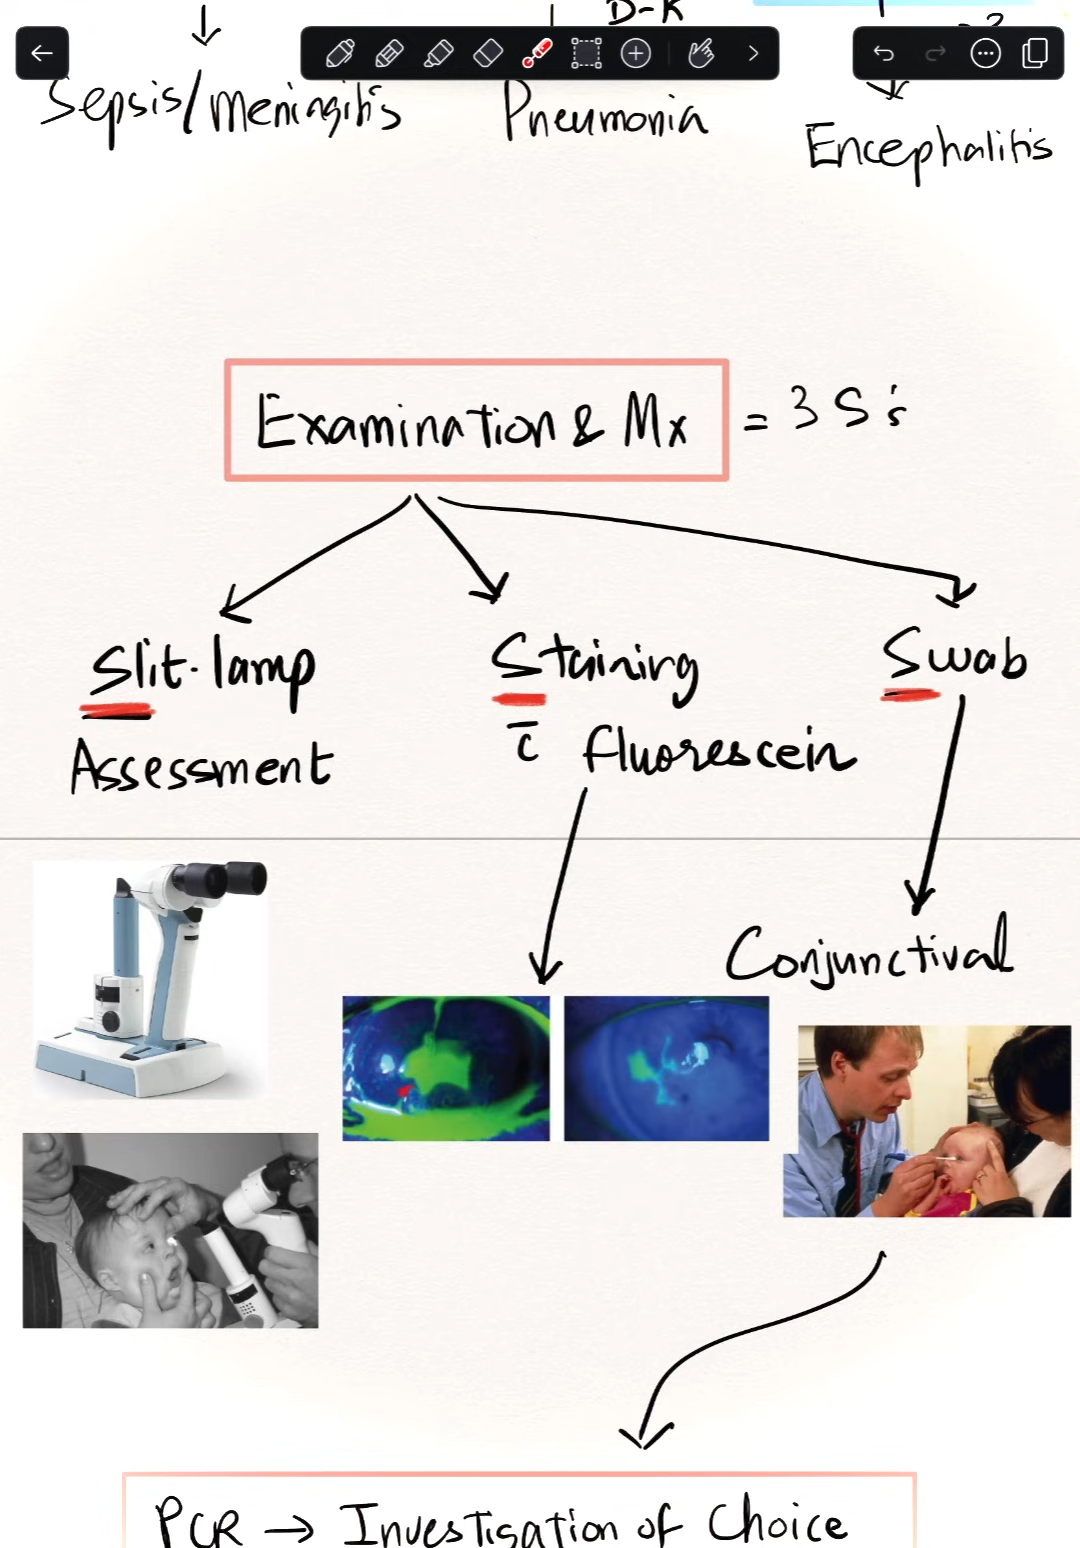 D-K
Sepsis/meningitis
Pneumonia
Encephalitis
Examination & Mx = 3 S's
Slit-lamp
Assessment
Staining
c̄ fluorescein
Swab
Conjunctival
PCR → Investigation of Choice